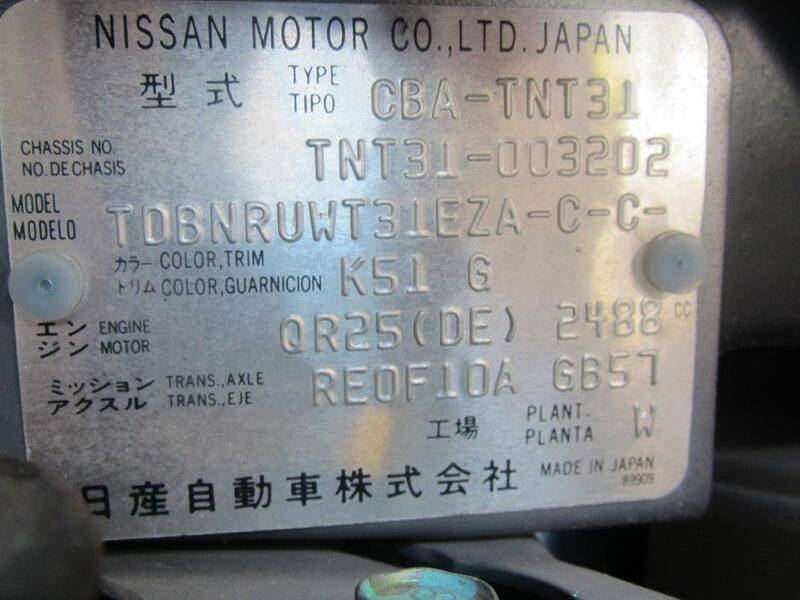 NISSAN MOTOR CO.,LTD. JAPAN
型式 TYPE TIPO CBA-TNT31
CHASSIS NO. NO.DE CHASIS TNT31-003202
MODEL MODELO TDBNRUWT31EZA-C-C-
カラー COLOR,TRIM
トリム COLOR,GUARNICION K51 G
エン ENGINE
ジン MOTOR QR25(DE) 2488 CC
ミッション TRANS.,AXLE
アクスル TRANS.,EJE RE0F10A GB57
工場 PLANT PLANTA W
日産自動車株式会社 MADE IN JAPAN
89909